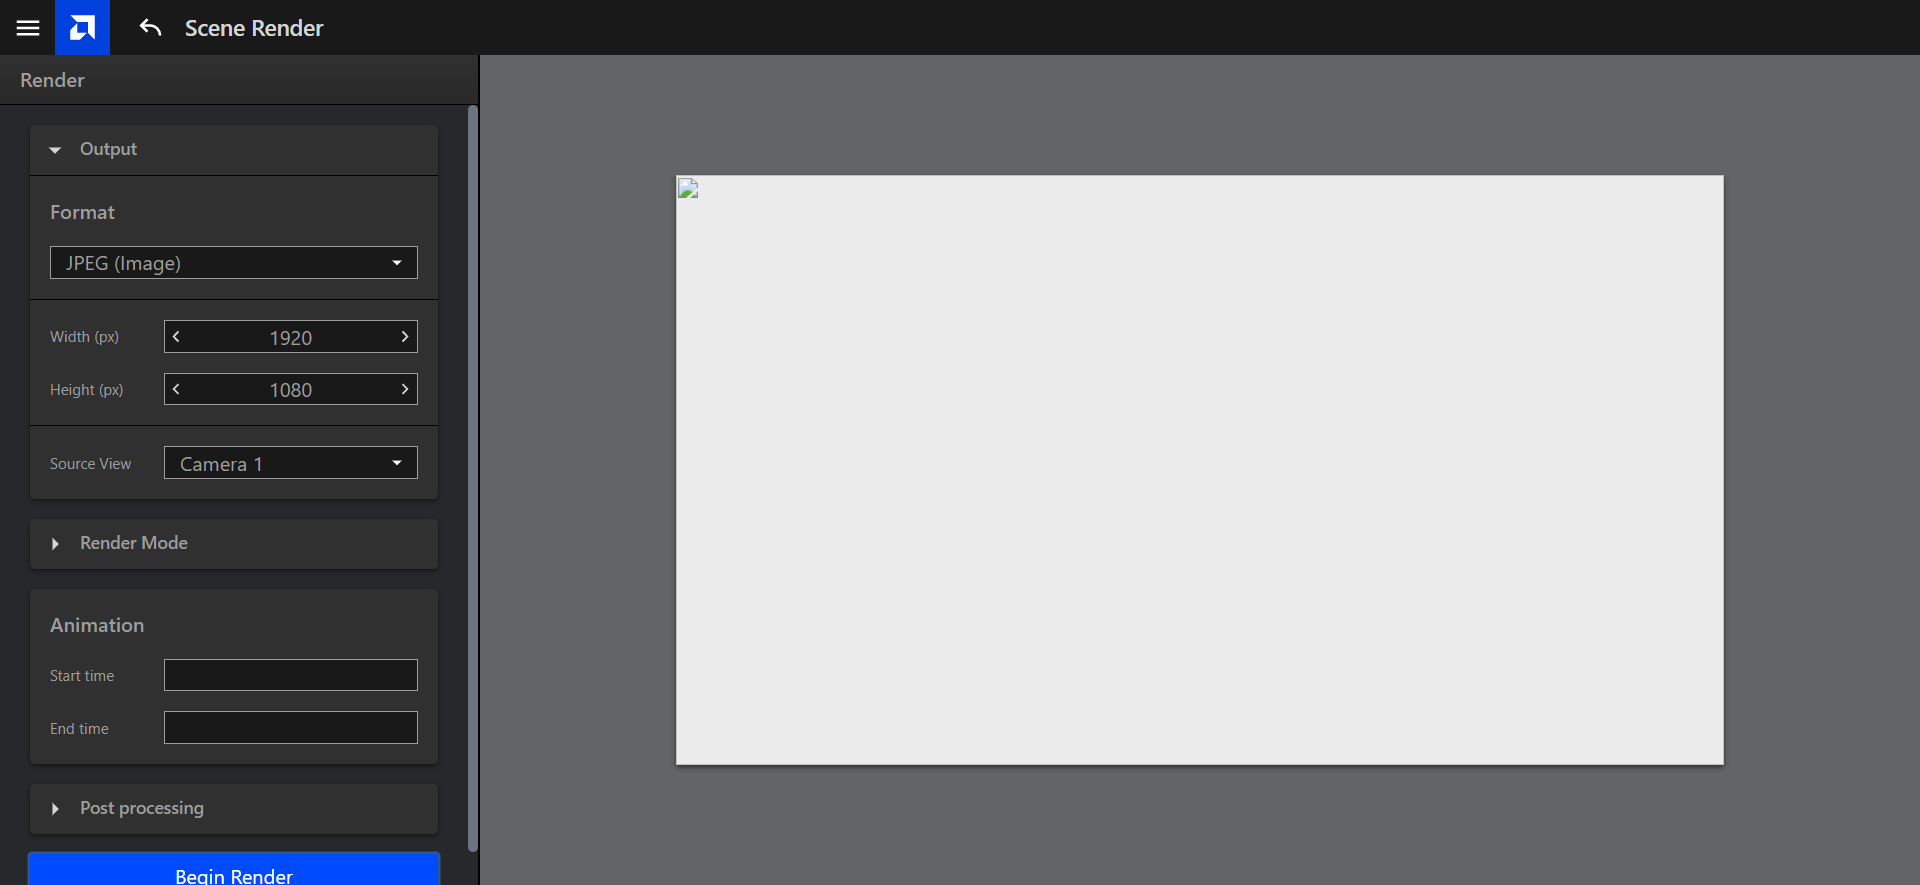 Scene Render
Render
Output
Format
JPEG (Image)
Width (px)
1920
Height (px)
1080
Source View
Camera 1
Render Mode
Animation
Start time
End time
Post processing
Begin Render